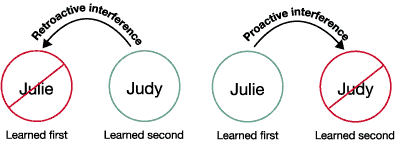 Retroactive interference
Proactive interference
Julie
Judy
Julie
Judy
Learned first
Learned second
Learned first
Learned second